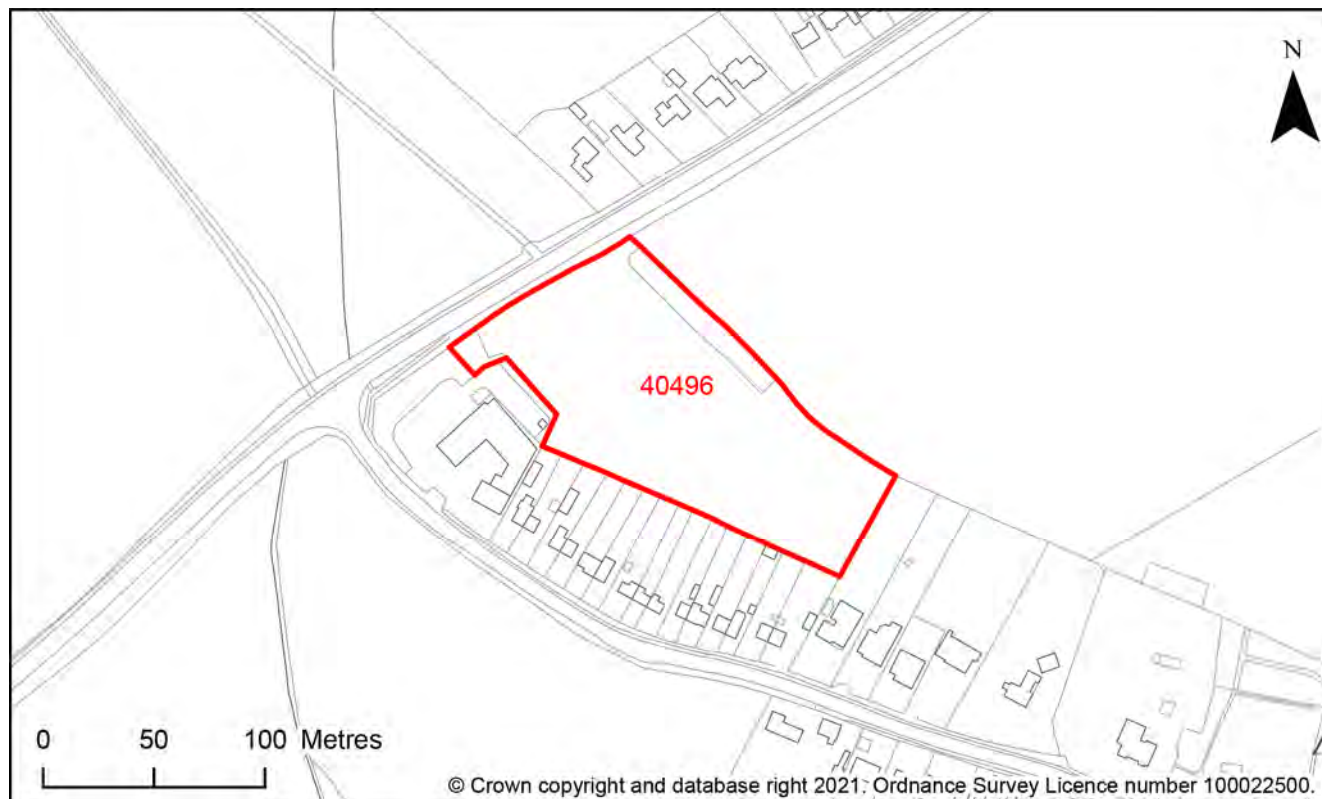 N
40496
0 50 100 Metres
© Crown copyright and database right 2021. Ordnance Survey Licence number 100022500.